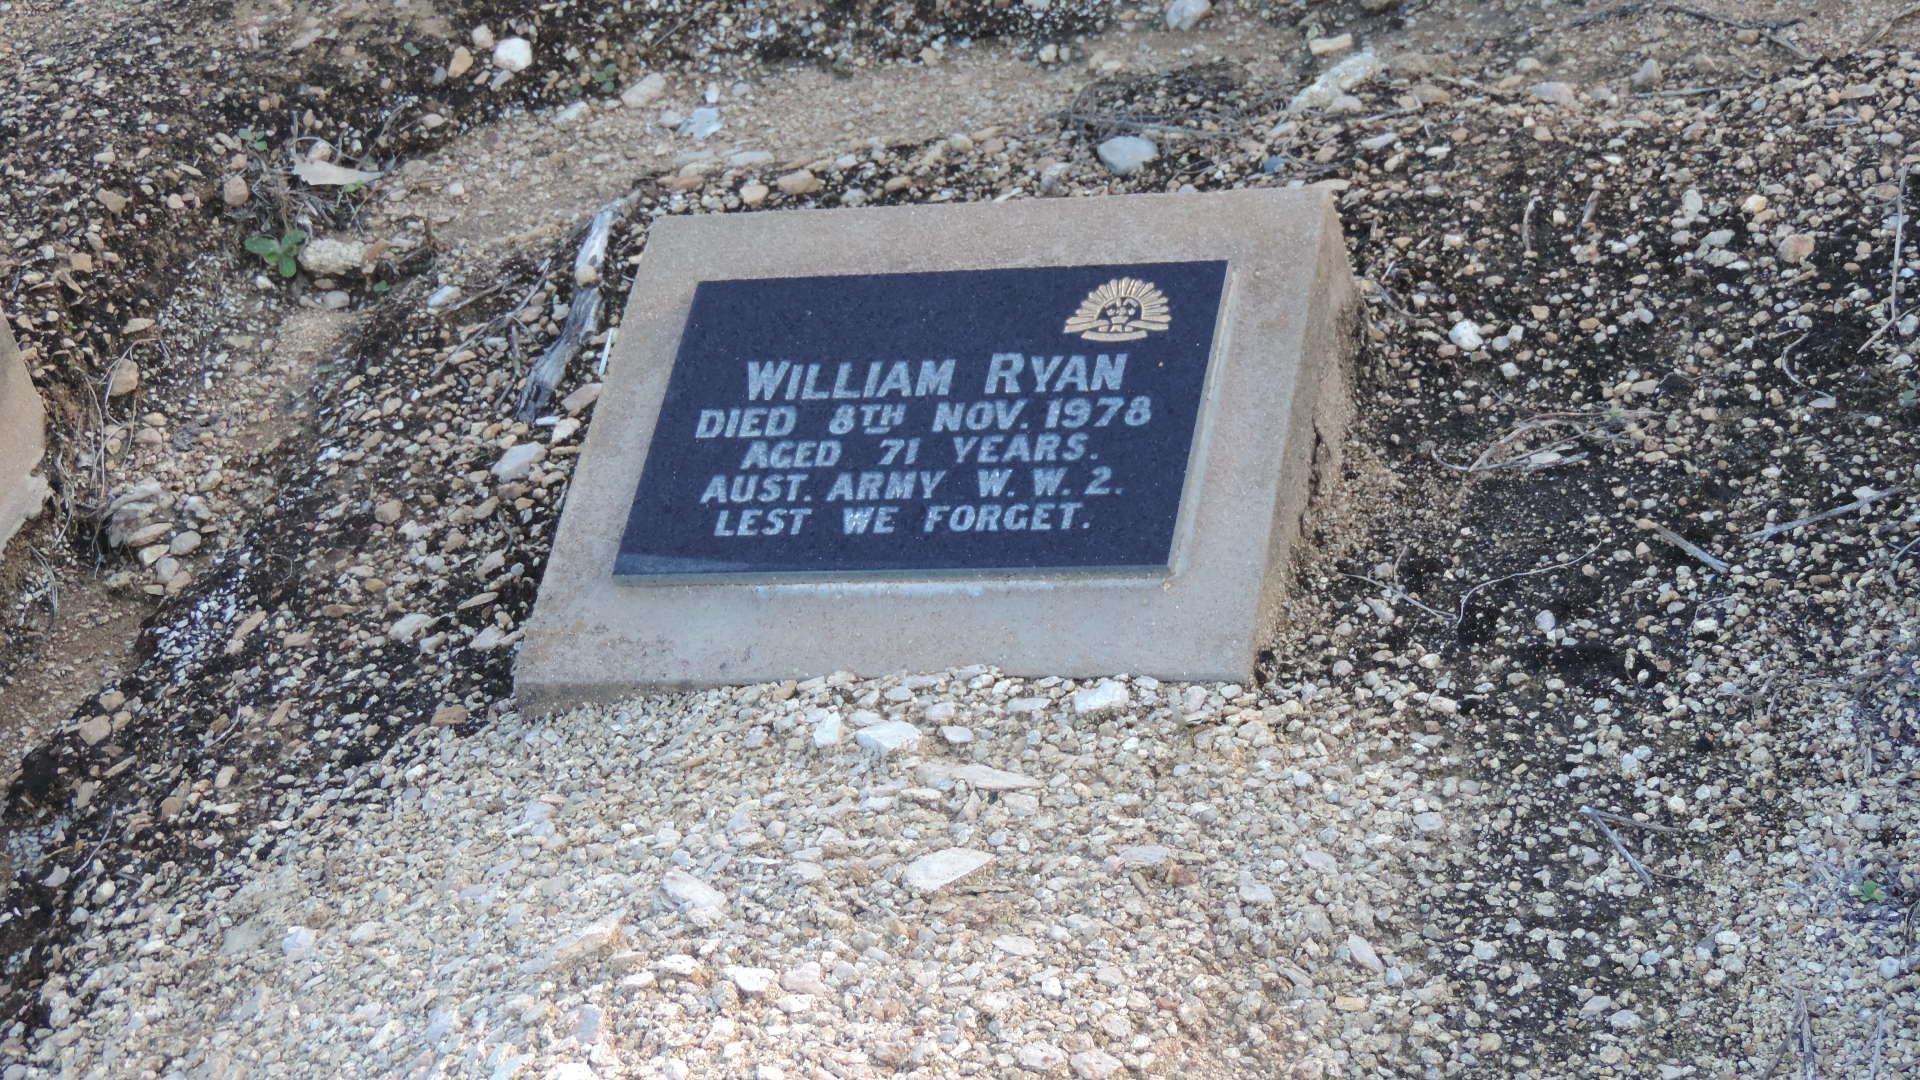 WILLIAM RYAN
DIED 8TH NOV. 1978
AGED 71 YEARS.
AUST. ARMY W. W. 2.
LEST WE FORGET.